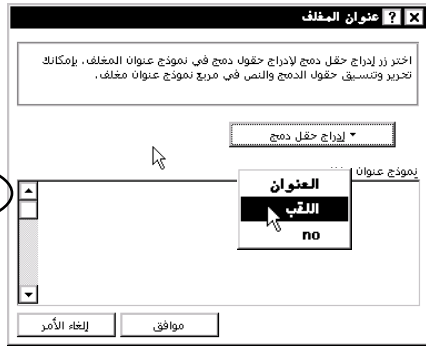 عنوان المغلف
اختر زر إدراج حقل دمج لإدراج حقول دمج في نموذج عنوان المغلف. بإمكانك
تحرير وتنسيق حقول الدمج والنص في مربع نموذج عنوان مغلف.
إدراج حقل دمج
نموذج عنوان
العنوان
اللقب
no
موافق
إلغاء الأمر